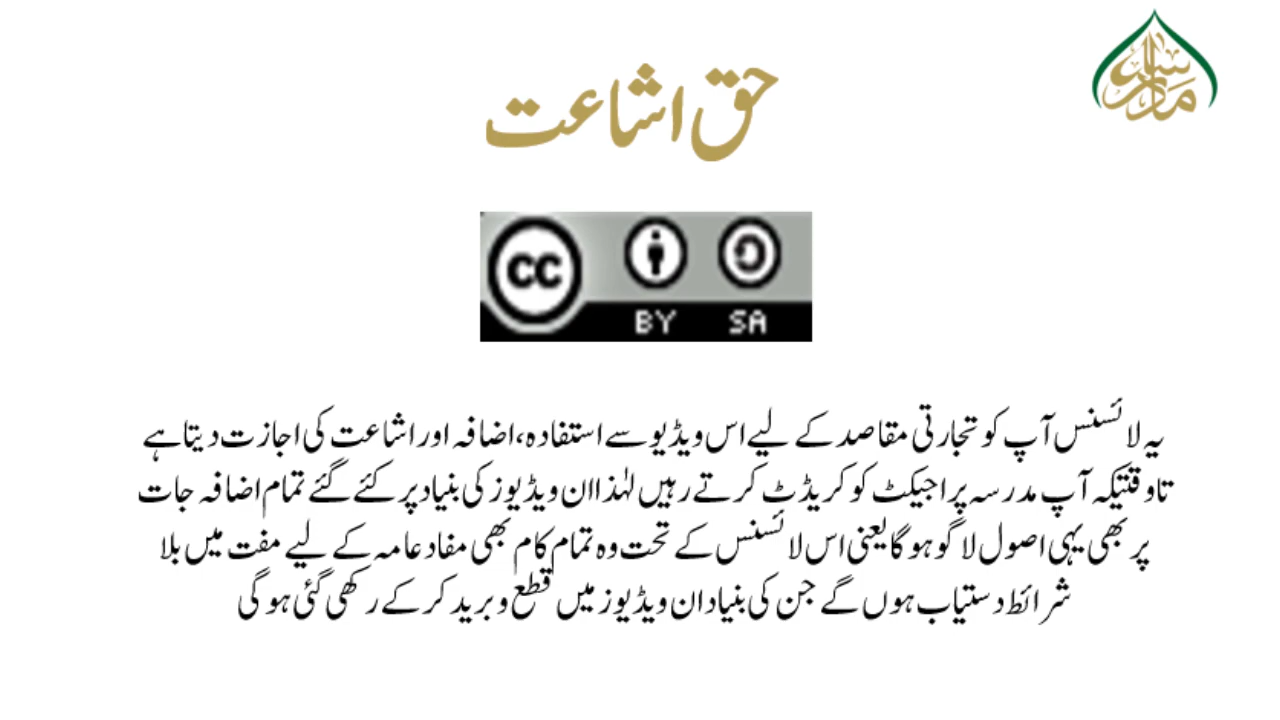 مدرسہ
حق اشاعت
cc
BY SA
یہ لائسنس آپ کو تجارتی مقاصد کے لیے اس ویڈیو سے استفادہ، اضافہ اور اشاعت کی اجازت دیتا ہے
تاوقتیکہ آپ مدرسہ پراجیکٹ کو کریڈٹ کرتے رہیں لہٰذا ان ویڈیوز کی بنیاد پر کئے گئے تمام اضافہ جات
پر بھی یہی اصول لاگو ہوگا یعنی اس لائسنس کے تحت وہ تمام کام بھی مفاد عامہ کے لیے مفت میں بلا
شرائط دستیاب ہوں گے جن کی بنیاد ان ویڈیوز میں قطع و برید کر کے رکھی گئی ہو گی